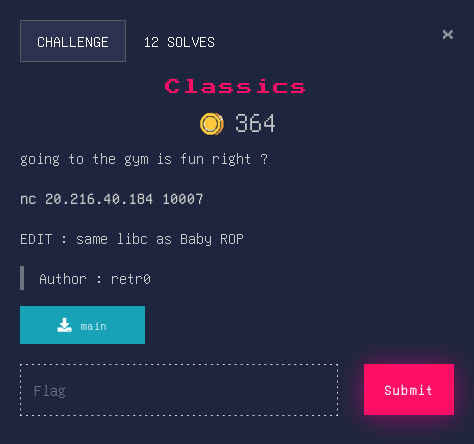 CHALLENGE
12 SOLVES
×
Classics
364
going to the gym is fun right ?
nc 20.216.40.184 10007
EDIT : same libc as Baby ROP
Author : retr0
main
Flag
Submit